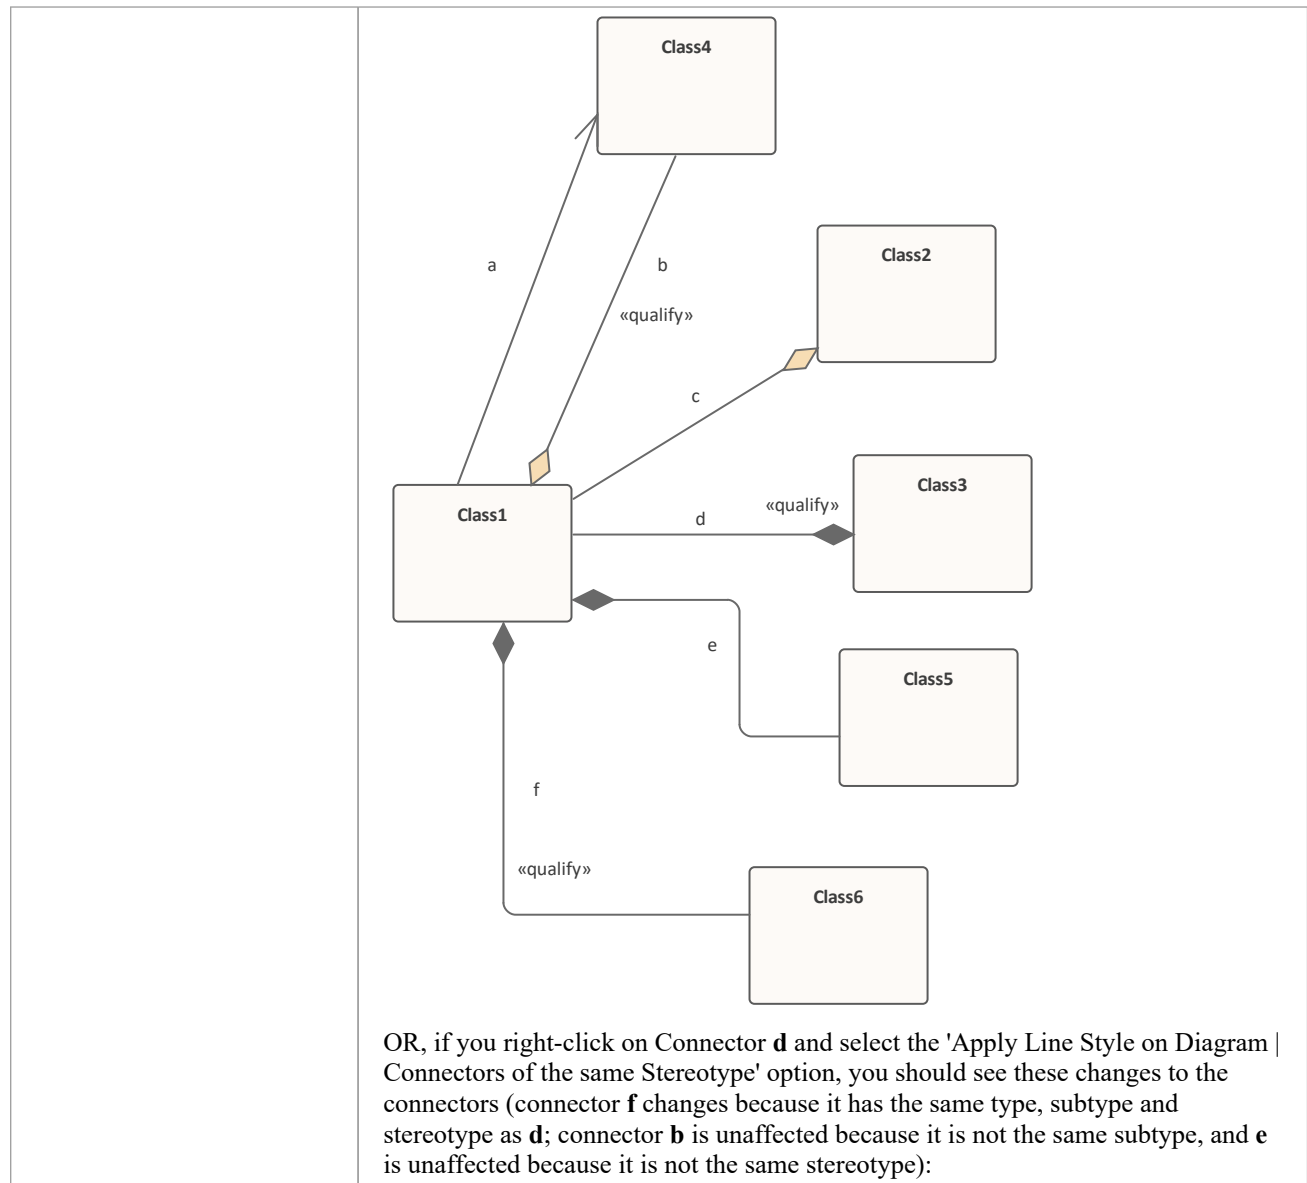 Class4
a
b
«qualify»
Class2
c
Class3
«qualify»
d
Class1
e
Class5
f
«qualify»
Class6
OR, if you right-click on Connector d and select the 'Apply Line Style on Diagram |
Connectors of the same Stereotype' option, you should see these changes to the
connectors (connector f changes because it has the same type, subtype and
stereotype as d; connector b is unaffected because it is not the same subtype, and e
is unaffected because it is not the same stereotype):